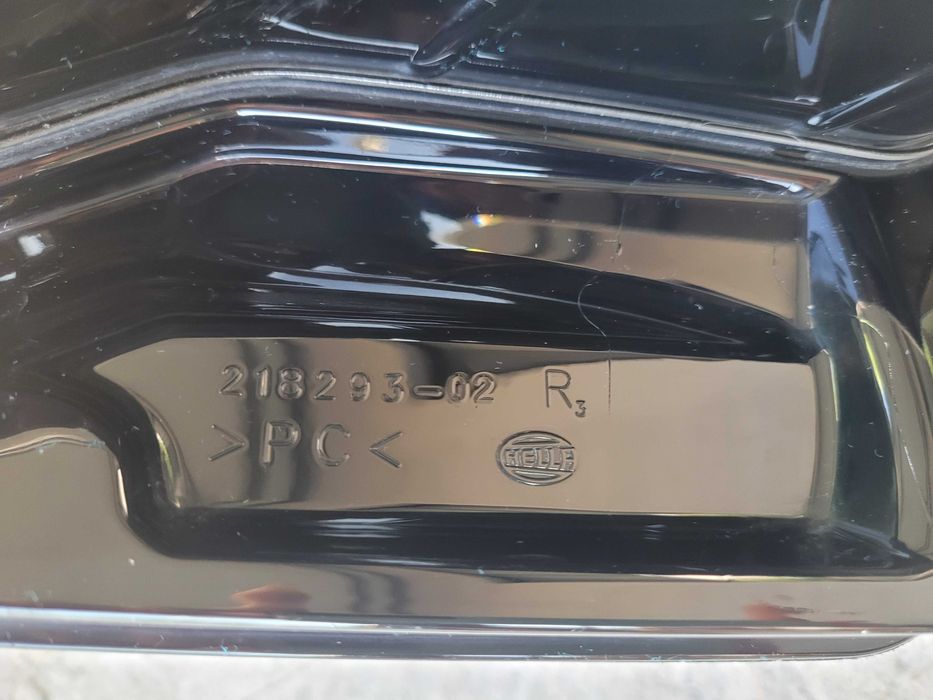 218293-02 R3
>PC<
HELLA